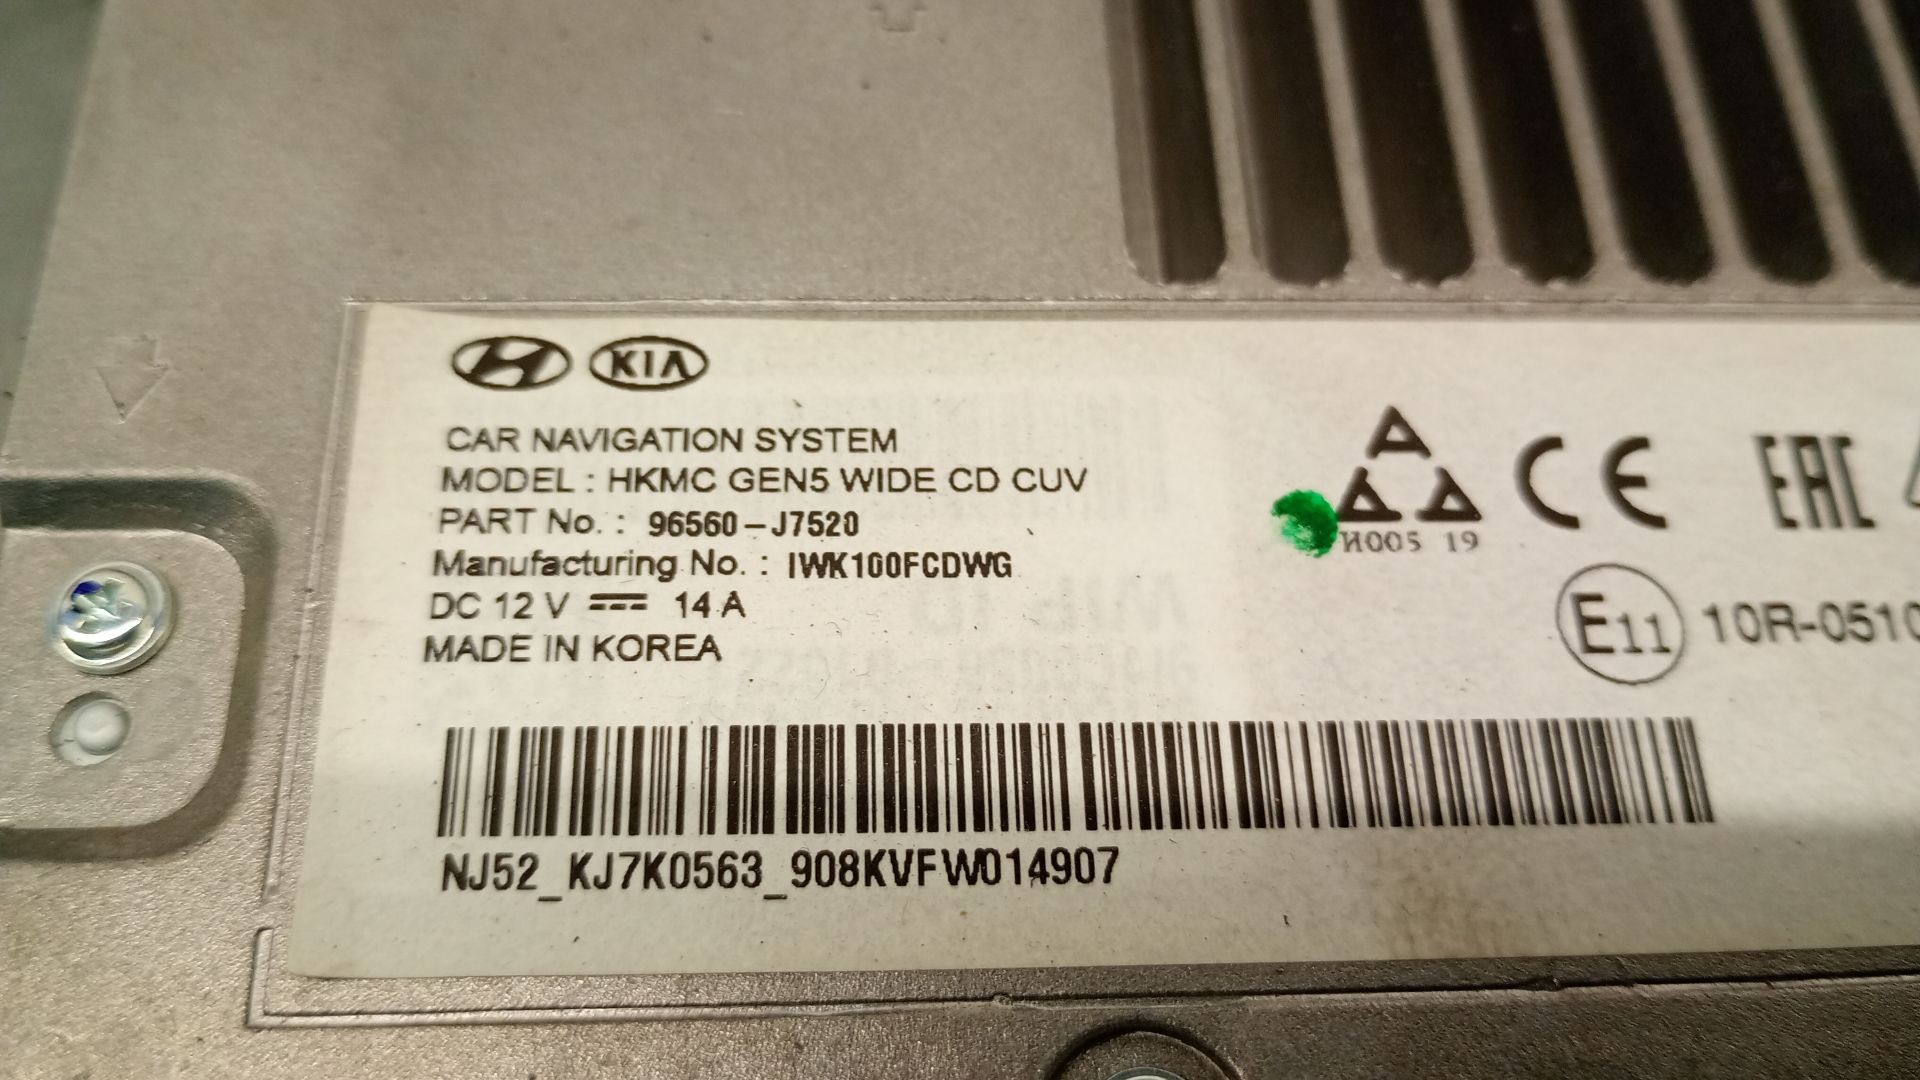 KIA
CAR NAVIGATION SYSTEM
MODEL : HKMC GEN5 WIDE CD CUV
PART No. : 96560-J7520
Manufacturing No. : IWK100FCDWG
DC 12 V ⎓ 14 A
MADE IN KOREA
A
Δ Δ
И005 19
CE
EAC
E11
10R-0510
NJ52_KJ7K0563_908KVFW014907